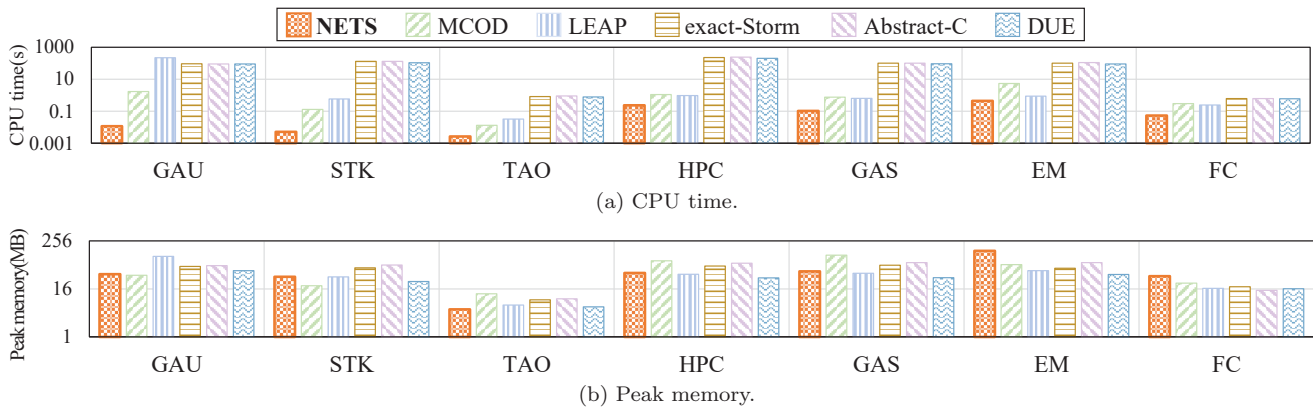 NETS MCOD LEAP exact-Storm Abstract-C DUE
CPU time(s)
1000
10
0.1
0.001
GAU STK TAO HPC GAS EM FC
(a) CPU time.
Peak memory(MB)
256
16
1
GAU STK TAO HPC GAS EM FC
(b) Peak memory.